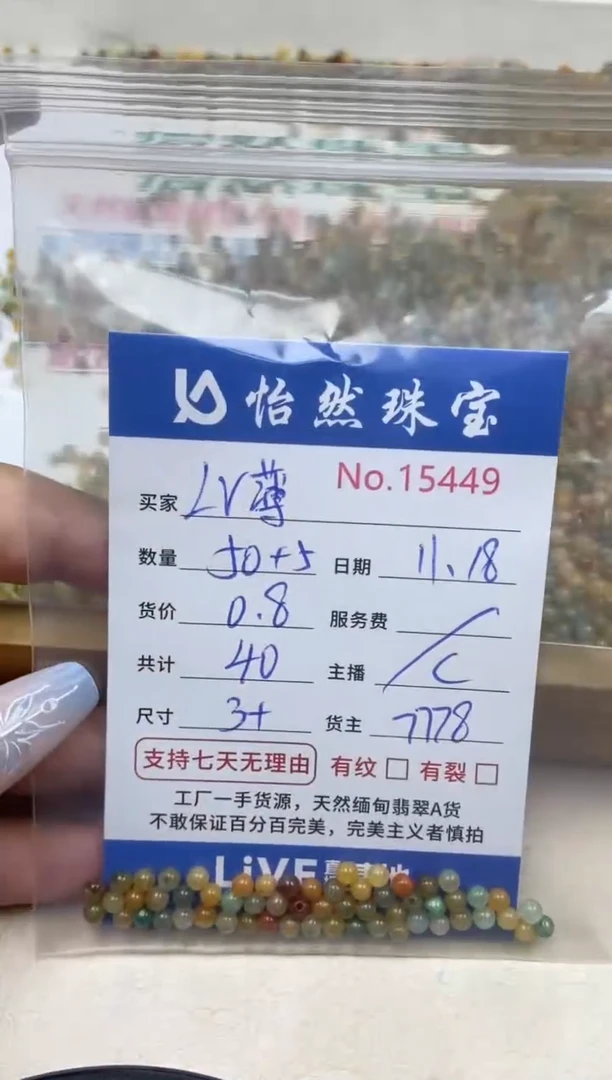 怡然珠宝
No.15449
买家 LV薄
数量 50+5 日期 11、18
货价 0.8 服务费 /
共计 40 主播 C
尺寸 3+ 货主 7778
支持七天无理由 有纹 □ 有裂 □
工厂一手货源，天然缅甸翡翠A货
不敢保证百分百完美，完美主义者慎拍
LiVE